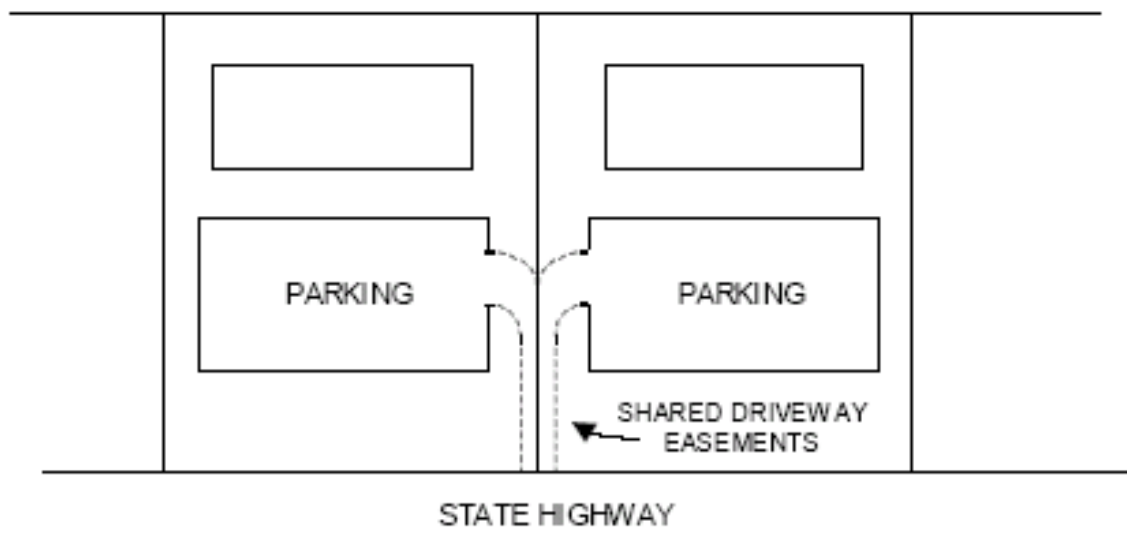 PARKING
PARKING
SHARED DRIVEWAY
EASEMENTS
STATE HIGHWAY